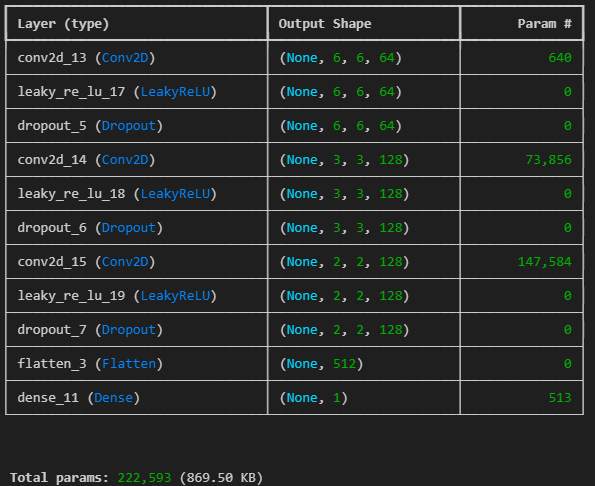 Layer (type) Output Shape Param #
conv2d_13 (Conv2D) (None, 6, 6, 64) 640
leaky_re_lu_17 (LeakyReLU) (None, 6, 6, 64) 0
dropout_5 (Dropout) (None, 6, 6, 64) 0
conv2d_14 (Conv2D) (None, 3, 3, 128) 73,856
leaky_re_lu_18 (LeakyReLU) (None, 3, 3, 128) 0
dropout_6 (Dropout) (None, 3, 3, 128) 0
conv2d_15 (Conv2D) (None, 2, 2, 128) 147,584
leaky_re_lu_19 (LeakyReLU) (None, 2, 2, 128) 0
dropout_7 (Dropout) (None, 2, 2, 128) 0
flatten_3 (Flatten) (None, 512) 0
dense_11 (Dense) (None, 1) 513
Total params: 222,593 (869.50 KB)